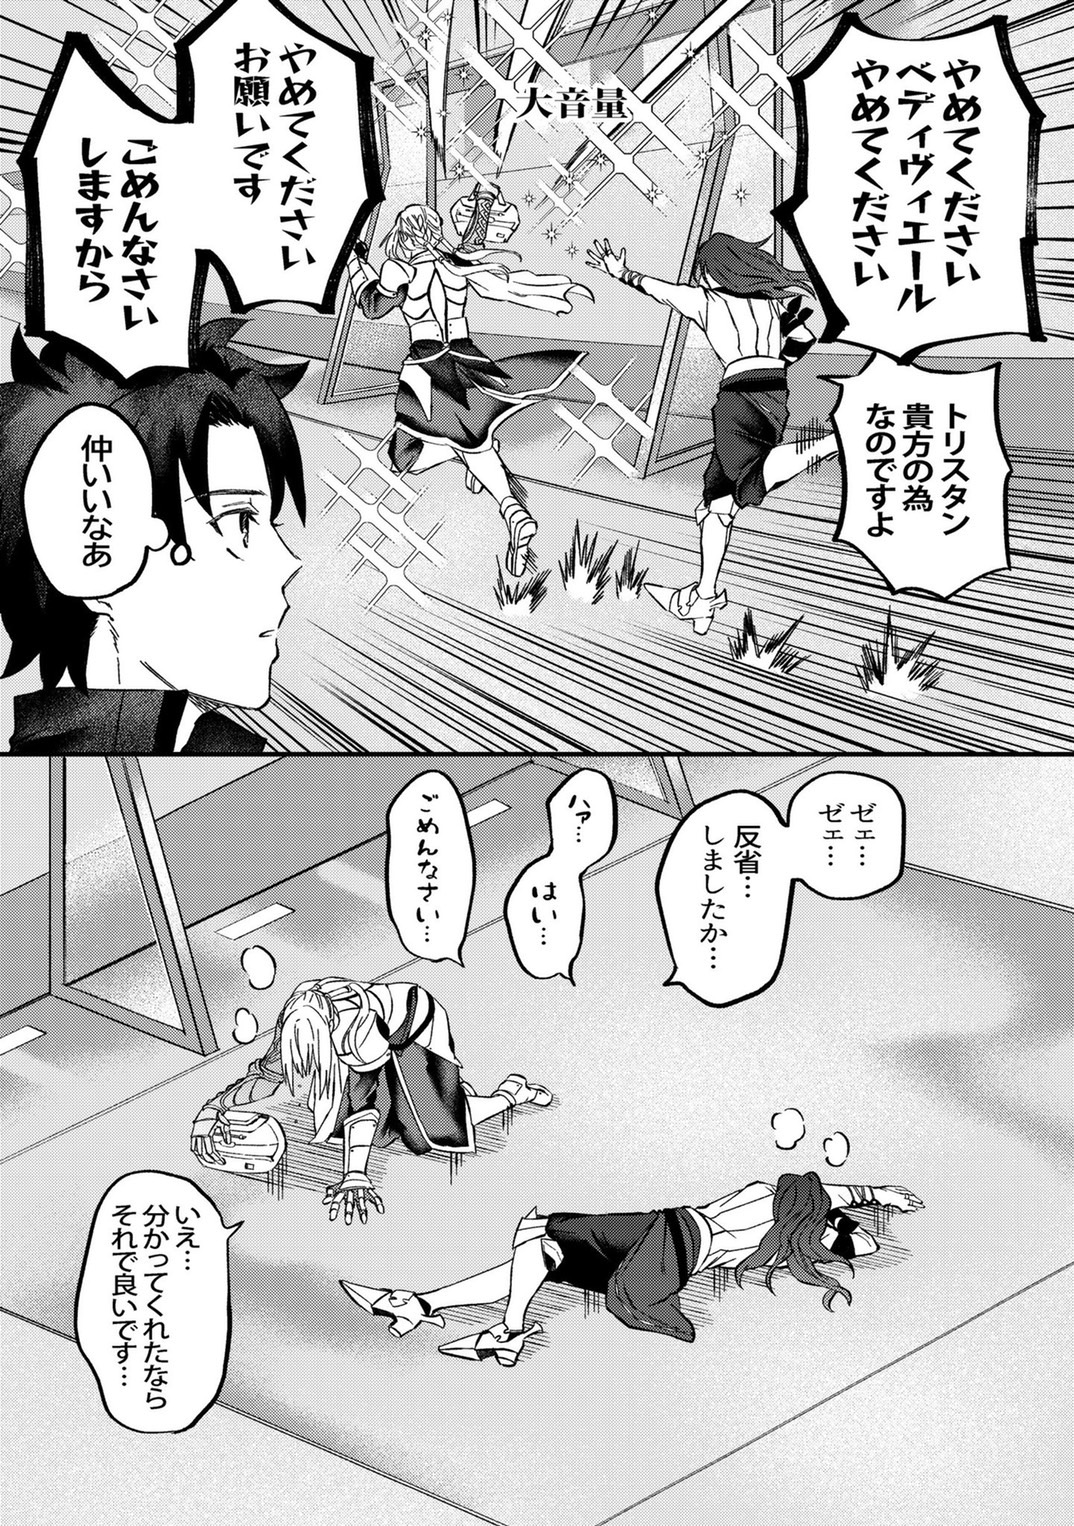 やめてください
ベディヴィエール
やめてください
大音量
やめてください
お願いです
ごめんなさい
しますから
トリスタン
貴方の為
なのですよ
仲いいなあ
ゼェ…
ゼェ…
反省…
しましたか…
ハァ…
はい…
ごめんなさい…
いえ…
分かってくれたなら
それで良いです…